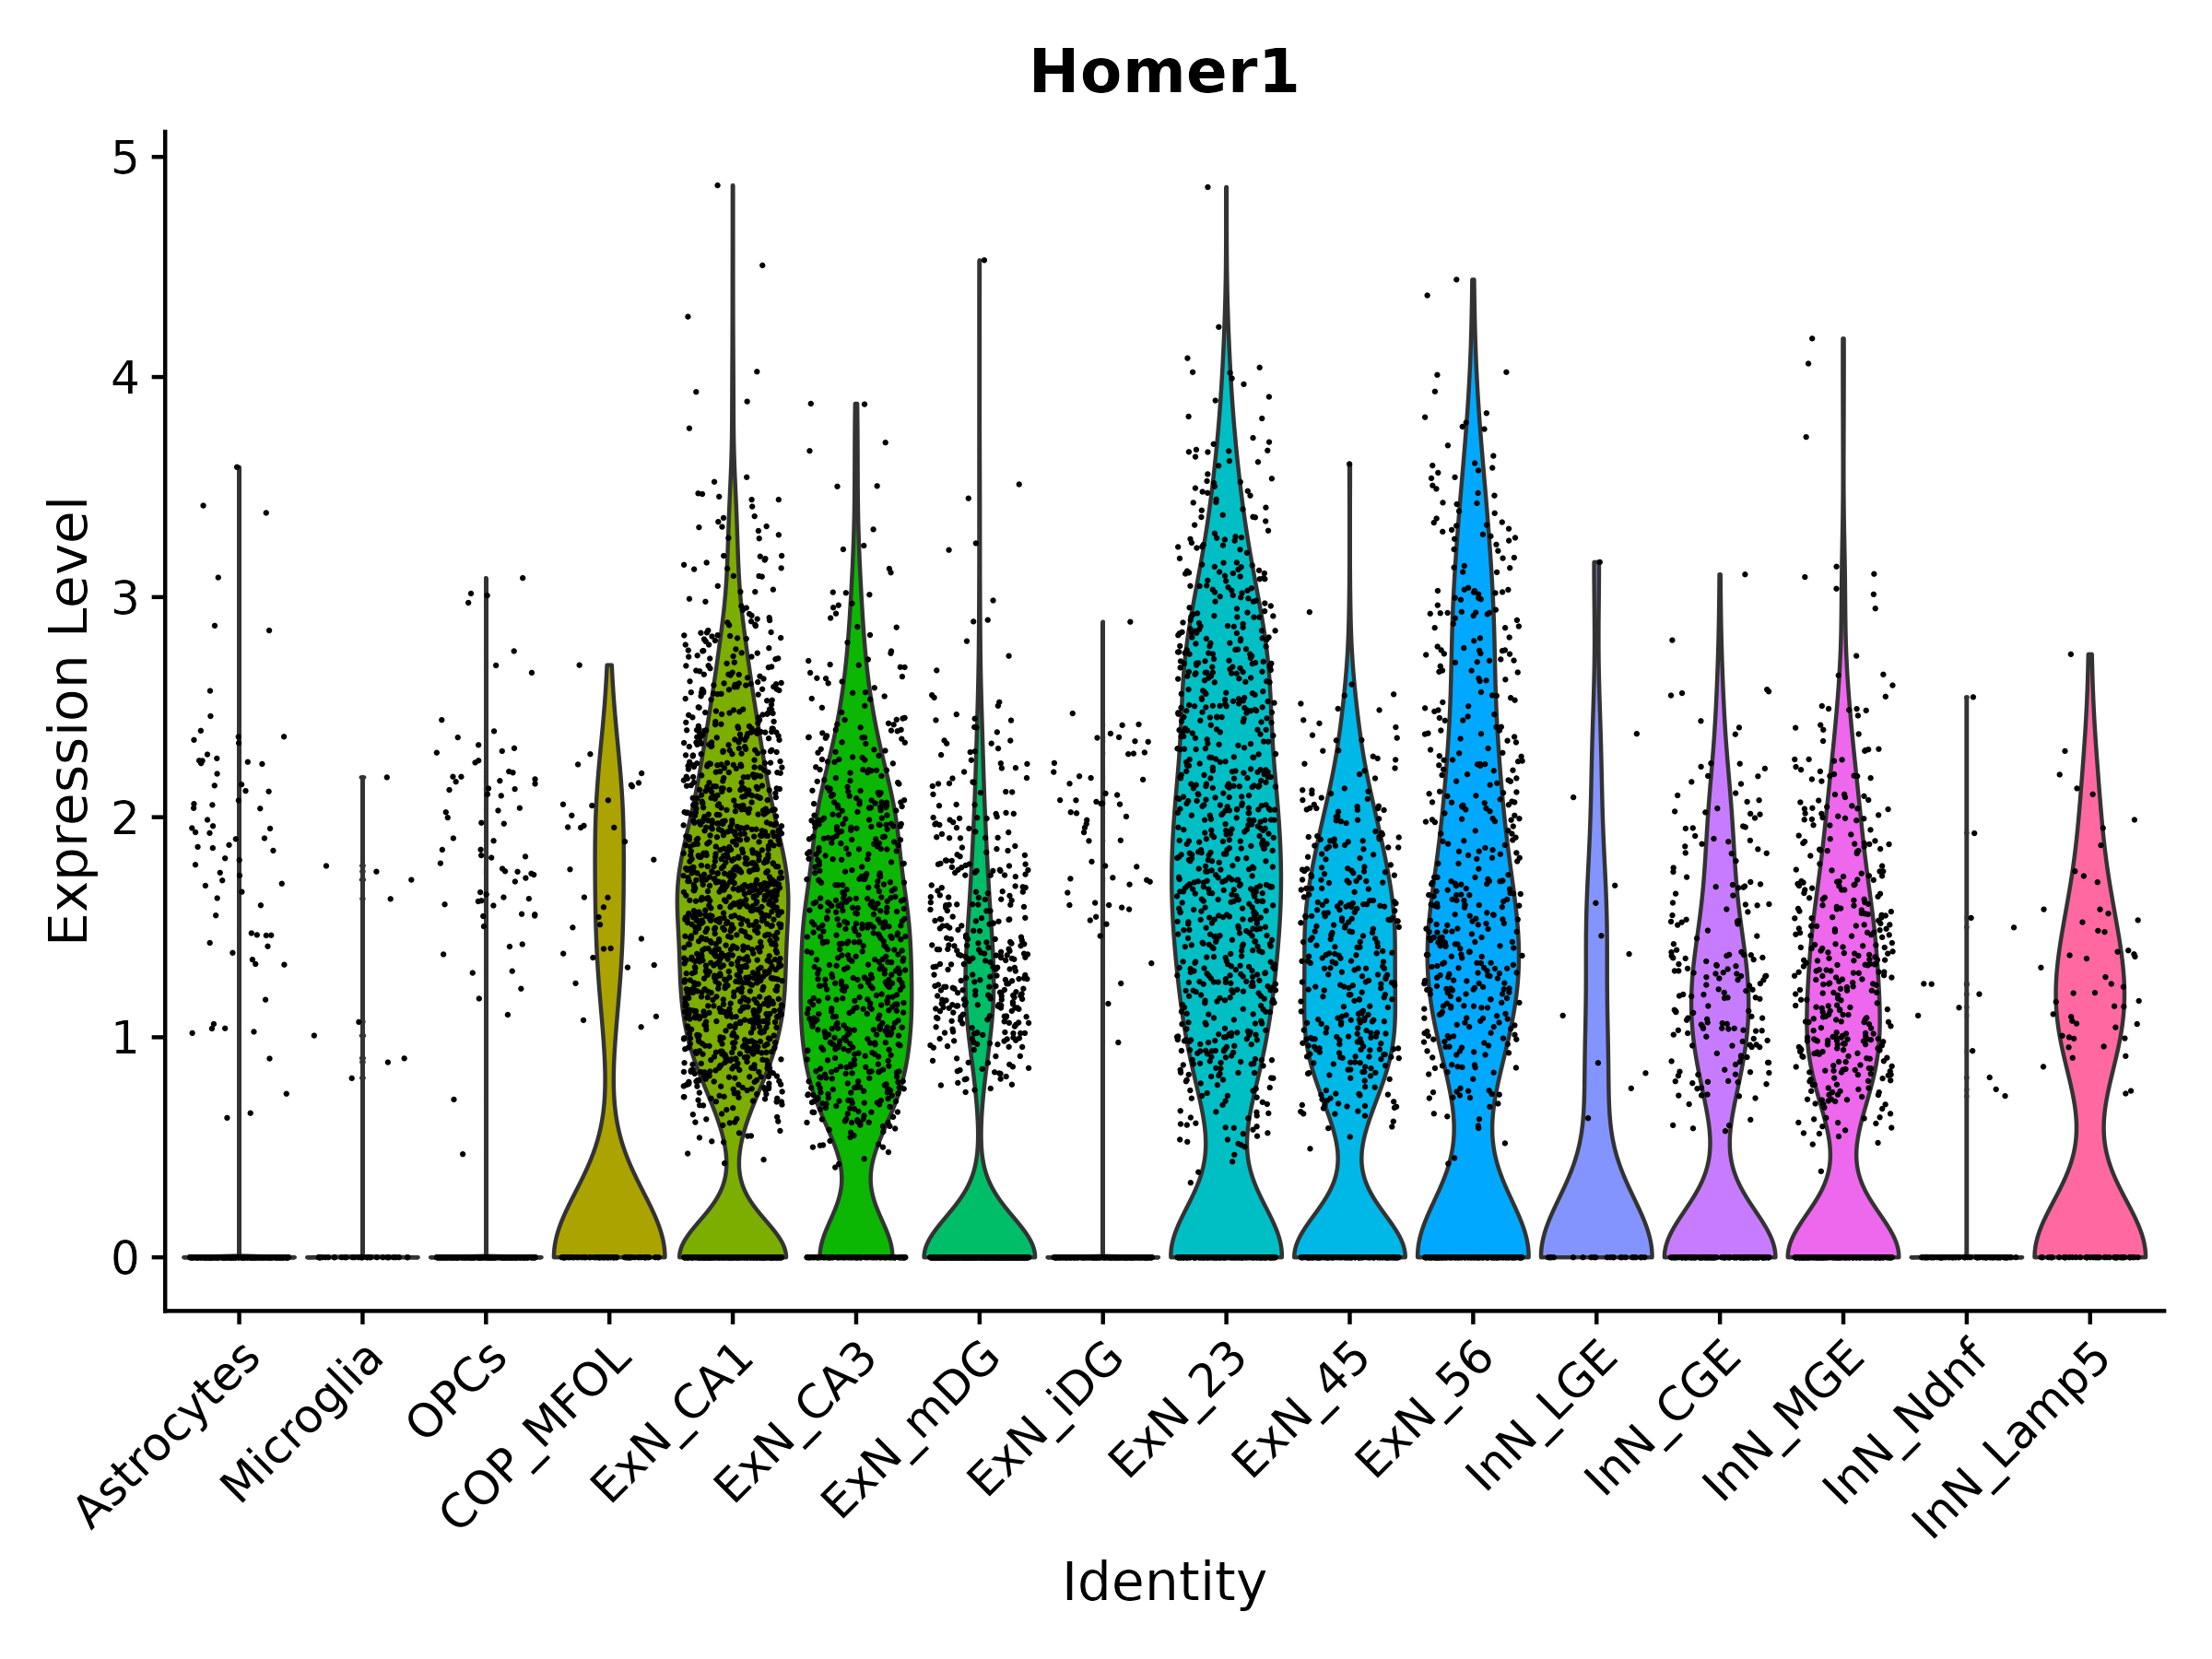 Homer1
Expression Level
5
4
3
2
1
0
Astrocytes
Microglia
OPCs
COP_MFOL
ExN_CA1
ExN_CA3
ExN_mDG
ExN_iDG
ExN_23
ExN_45
ExN_56
InN_LGE
InN_CGE
InN_MGE
InN_Ndnf
InN_Lamp5
Identity